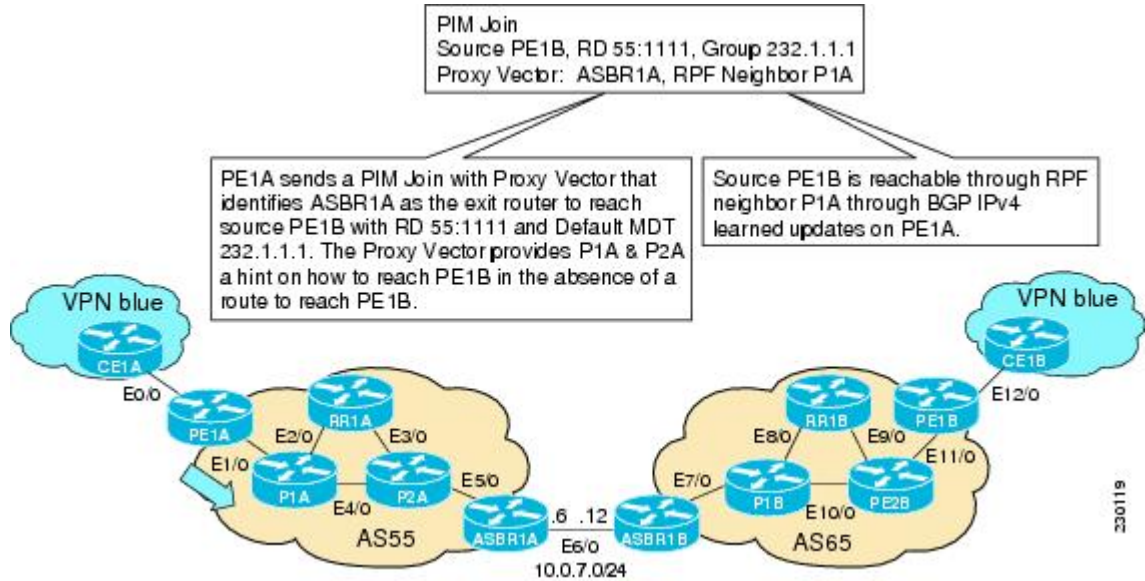 PIM Join
Source PE1B, RD 55:1111, Group 232.1.1.1
Proxy Vector: ASBR1A, RPF Neighbor P1A
PE1A sends a PIM Join with Proxy Vector that
identifies ASBR1A as the exit router to reach
source PE1B with RD 55:1111 and Default MDT
232.1.1.1. The Proxy Vector provides P1A & P2A
a hint on how to reach PE1B in the absence of a
route to reach PE1B.
Source PE1B is reachable through RPF
neighbor P1A through BGP IPv4
learned updates on PE1A.
VPN blue
CE1A
E0/0
PE1A
E1/0
E2/0
RR1A
E3/0
P1A
E4/0
P2A
E5/0
AS55
ASBR1A
.6 .12
E6/0
10.0.7.0/24
ASBR1B
E7/0
P1B
E8/0
RR1B
E9/0
PE1B
E10/0
PE2B
E11/0
AS65
VPN blue
CE1B
E12/0
230119